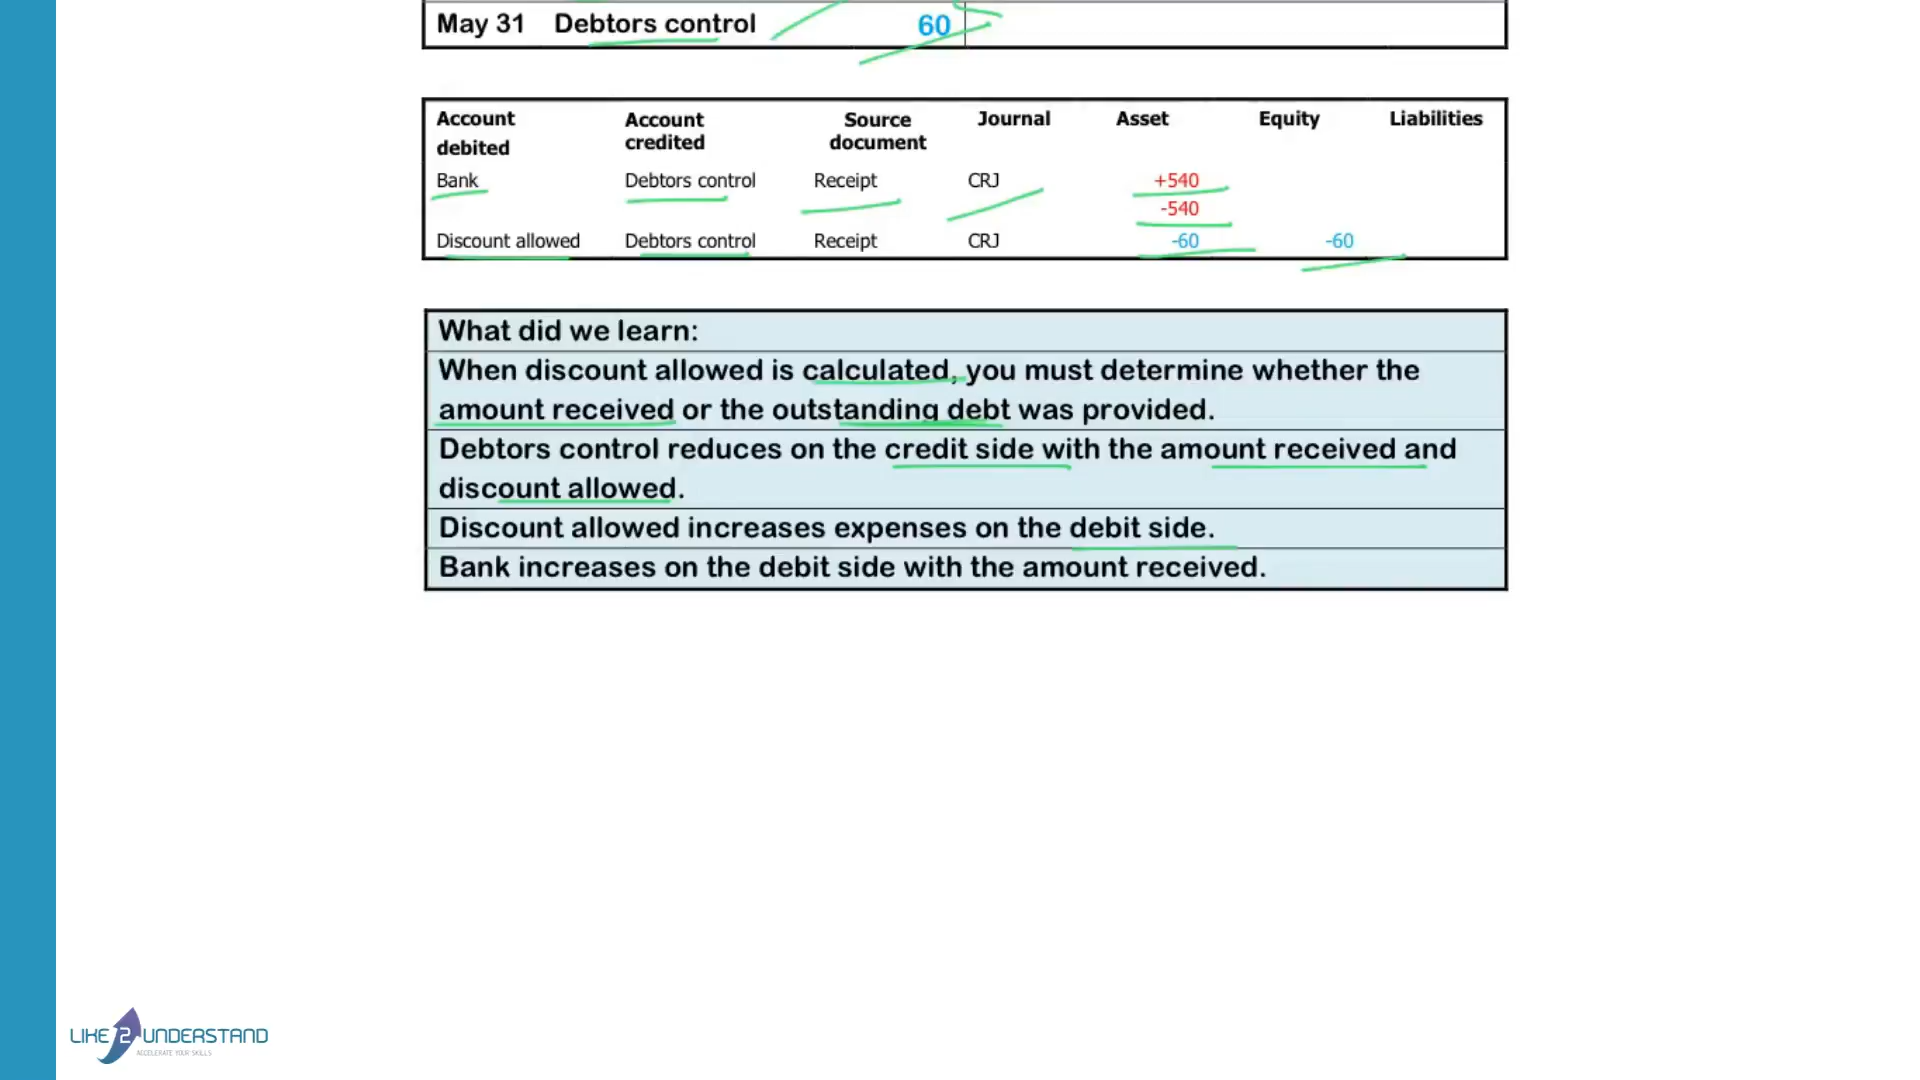 May 31 Debtors control 60
Account debited Account credited Source document Journal Asset Equity Liabilities
Bank Debtors control Receipt CRJ +540
-540
Discount allowed Debtors control Receipt CRJ -60 -60
What did we learn:
When discount allowed is calculated, you must determine whether the
amount received or the outstanding debt was provided.
Debtors control reduces on the credit side with the amount received and
discount allowed.
Discount allowed increases expenses on the debit side.
Bank increases on the debit side with the amount received.
LIKE 2 UNDERSTAND
ACCELERATE YOUR SKILLS